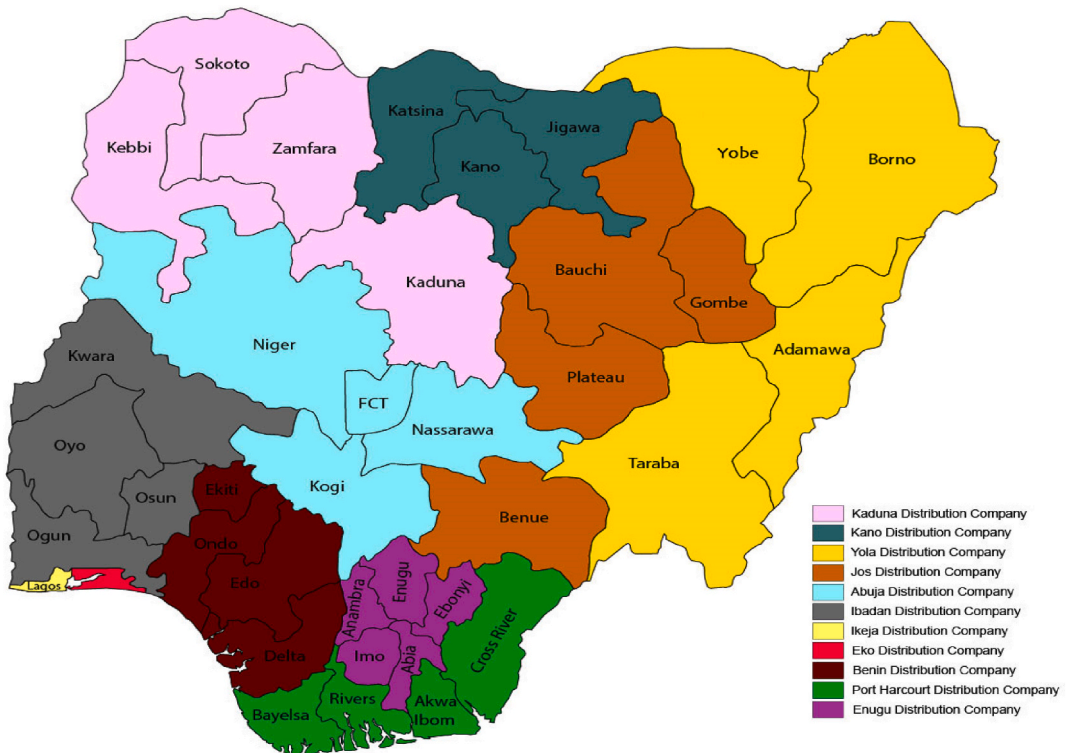 Sokoto
Katsina
Kebbi
Zamfara
Jigawa
Kano
Yobe
Borno
Kaduna
Bauchi
Gombe
Niger
Kwara
Adamawa
Plateau
FCT
Nassarawa
Oyo
Taraba
Kogi
Osun
Ekiti
Benue
Ogun
Ondo
Edo
Lagos
Anambra
Enugu
Ebonyi
Cross River
Delta
Imo
Abia
Rivers
Bayelsa
Akwa
Ibom
Kaduna Distribution Company
Kano Distribution Company
Yola Distribution Company
Jos Distribution Company
Abuja Distribution Company
Ibadan Distribution Company
Ikeja Distribution Company
Eko Distribution Company
Benin Distribution Company
Port Harcourt Distribution Company
Enugu Distribution Company